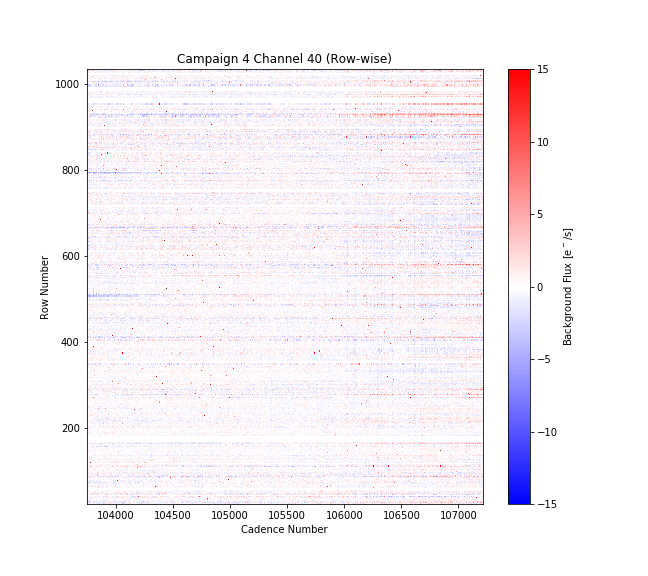 Campaign 4 Channel 40 (Row-wise)
1000
800
600
400
200
Row Number
104000 104500 105000 105500 106000 106500 107000
Cadence Number
15
10
5
0
−5
−10
−15
Background Flux [e⁻/s]